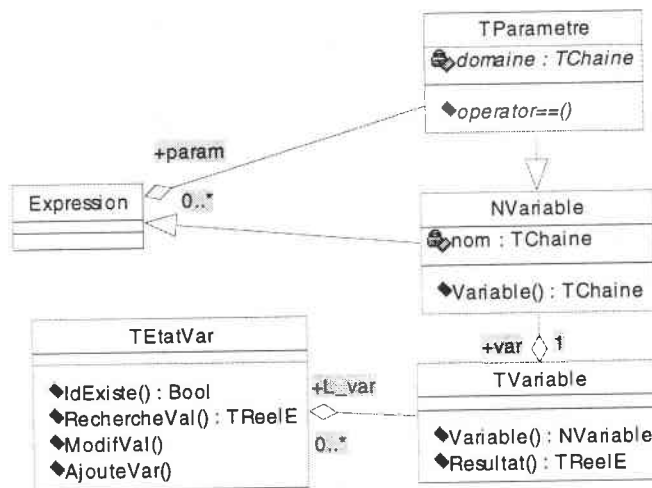 TParametre
domaine : TChaine
operator==()
+param
0..*
Expression
NVariable
nom : TChaine
Variable() : TChaine
+var
1
TEtatVar
IdExiste() : Bool
RechercheVal() : TReelE
ModifVal()
AjouteVar()
+L_var
0..*
TVariable
Variable() : NVariable
Resultat() : TReelE